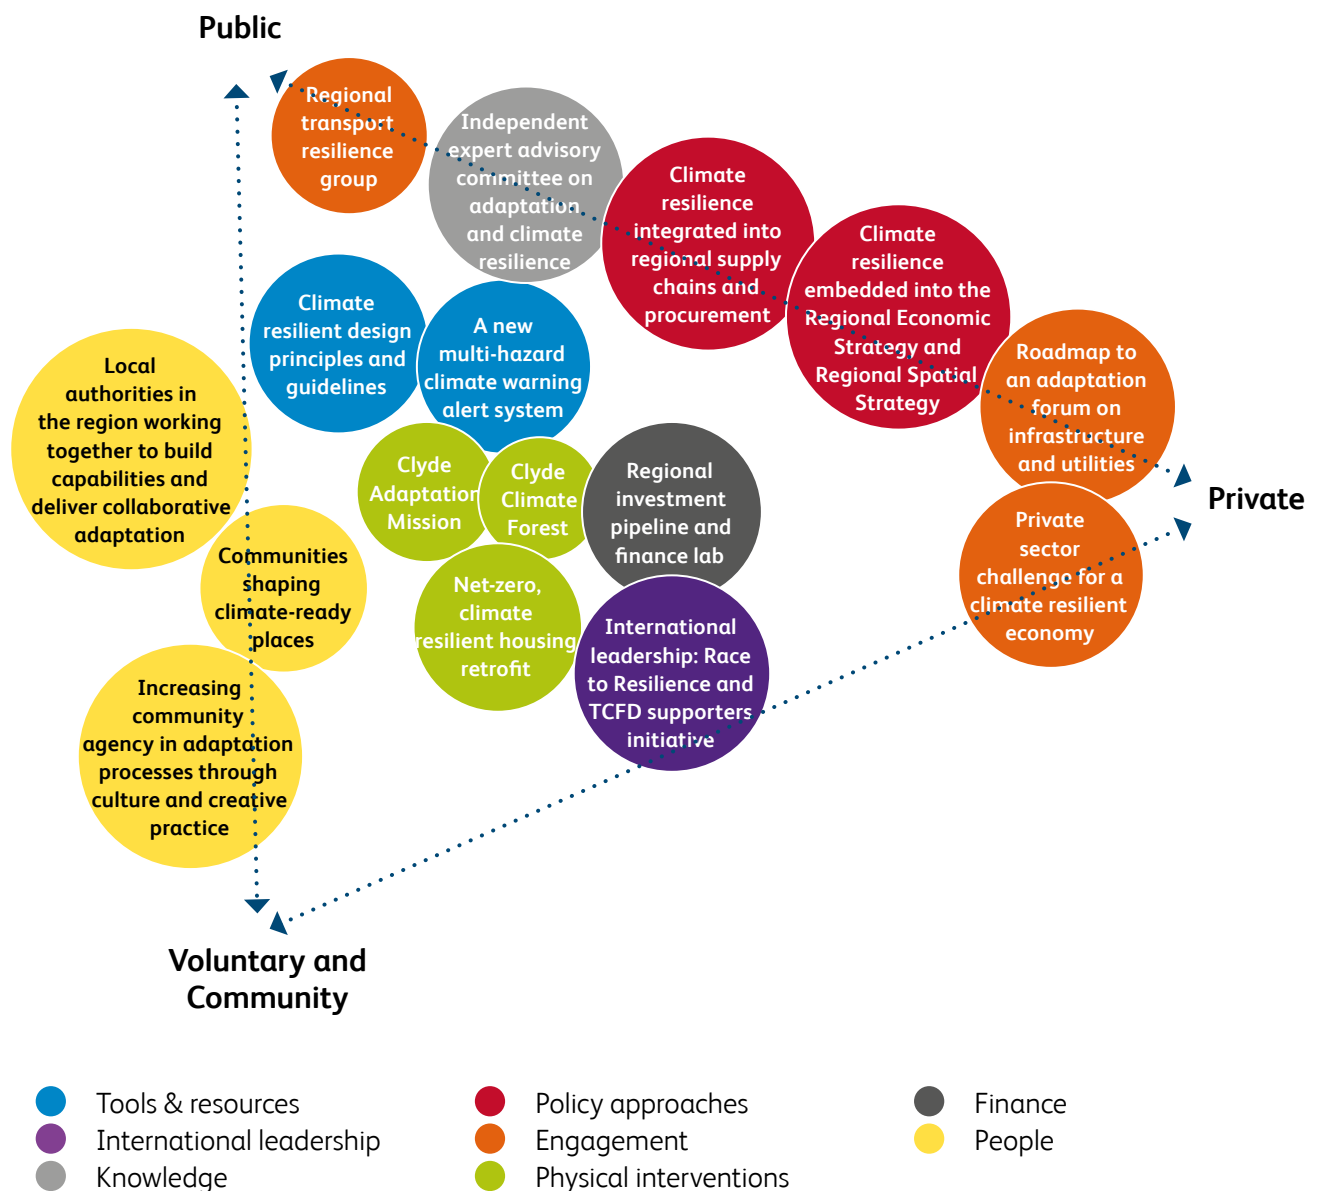 Public
Regional
transport
resilience
group
Independent
expert advisory
committee on
adaptation
and climate
resilience
Climate
resilience
integrated into
regional supply
chains and
procurement
Climate
resilience
embedded into the
Regional Economic
Strategy and
Regional Spatial
Strategy
Roadmap to
an adaptation
forum on
infrastructure
and utilities
Private
Private
sector
challenge for a
climate resilient
economy
Climate
resilient design
principles and
guidelines
A new
multi-hazard
climate warning
alert system
Local
authorities in
the region working
together to build
capabilities and
deliver collaborative
adaptation
Clyde
Adaptation
Mission
Clyde
Climate
Forest
Regional
investment
pipeline and
finance lab
Communities
shaping
climate-ready
places
Net-zero,
climate
resilient housing
retrofit
International
leadership: Race
to Resilience and
TCFD supporters
initiative
Increasing
community
agency in adaptation
processes through
culture and creative
practice
Voluntary and
Community
Tools & resources
International leadership
Knowledge
Policy approaches
Engagement
Physical interventions
Finance
People